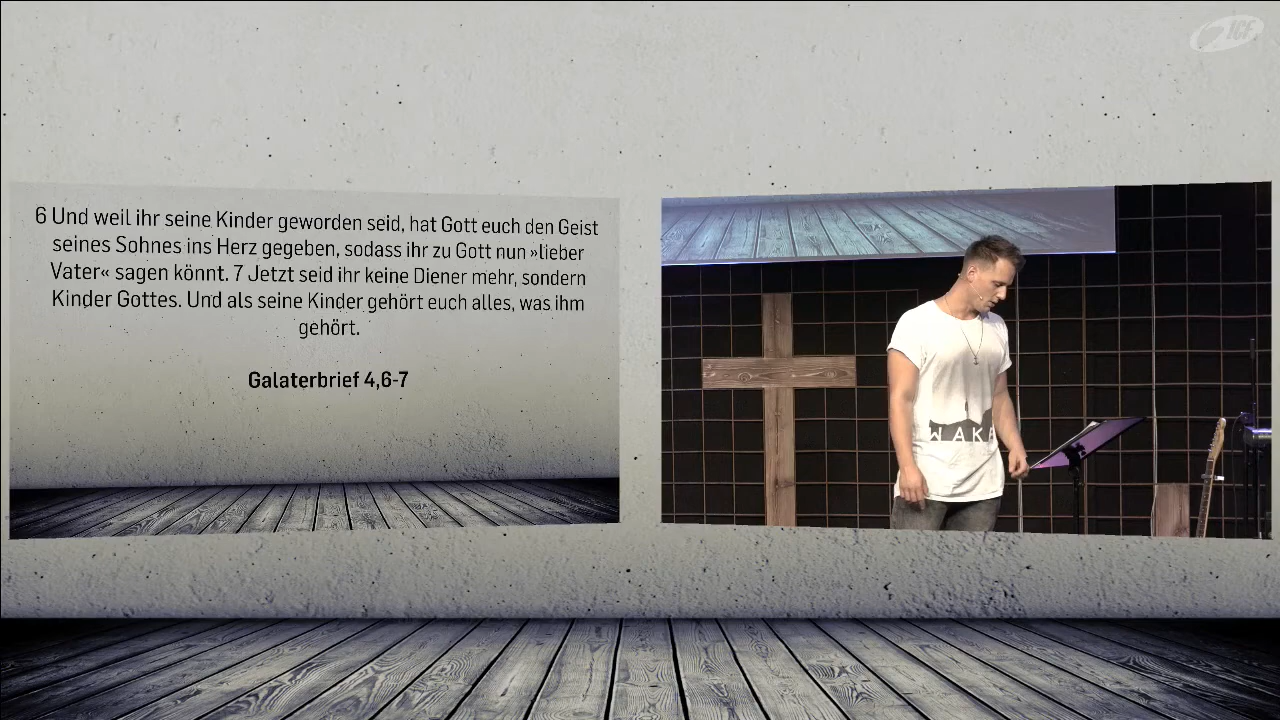 ICF
6 Und weil ihr seine Kinder geworden seid, hat Gott euch den Geist
seines Sohnes ins Herz gegeben, sodass ihr zu Gott nun »lieber
Vater« sagen könnt. 7 Jetzt seid ihr keine Diener mehr, sondern
Kinder Gottes. Und als seine Kinder gehört euch alles, was ihm
gehört.
Galaterbrief 4,6-7
WAKE